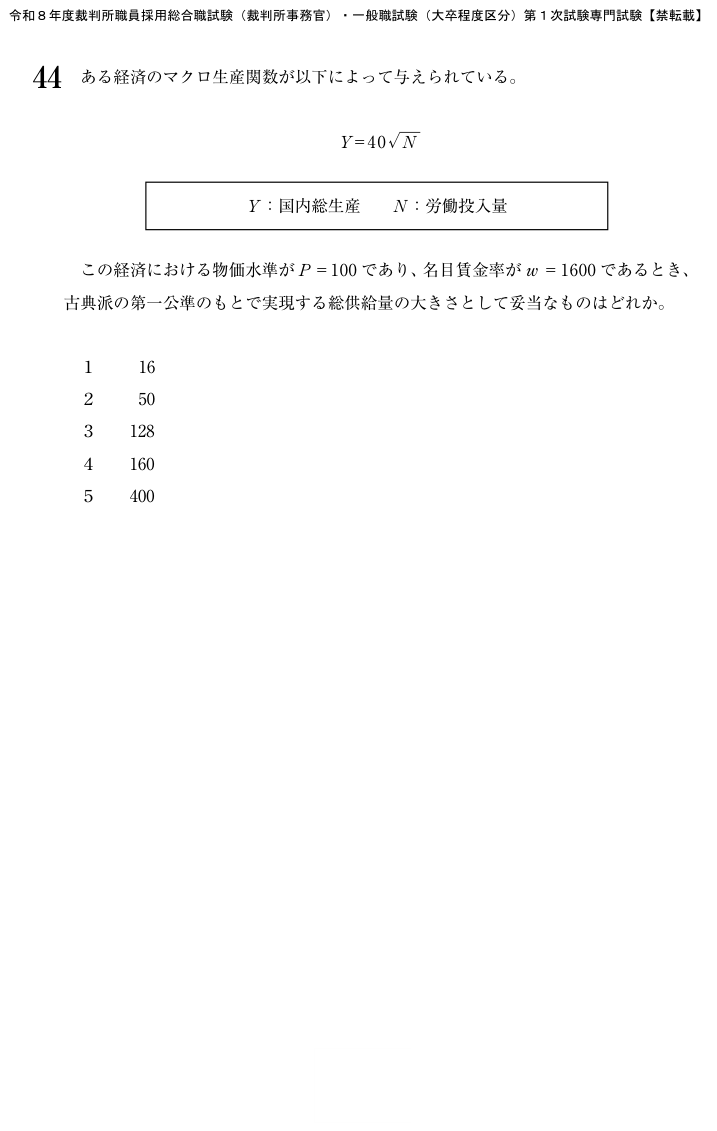 令和８年度裁判所職員採用総合職試験（裁判所事務官）・一般職試験（大卒程度区分）第１次試験専門試験【禁転載】
44 ある経済のマクロ生産関数が以下によって与えられている。
Y=40√N
Y：国内総生産 N：労働投入量
この経済における物価水準が P = 100 であり、名目賃金率が w = 1600 であるとき、
古典派の第一公準のもとで実現する総供給量の大きさとして妥当なものはどれか。
1 16
2 50
3 128
4 160
5 400